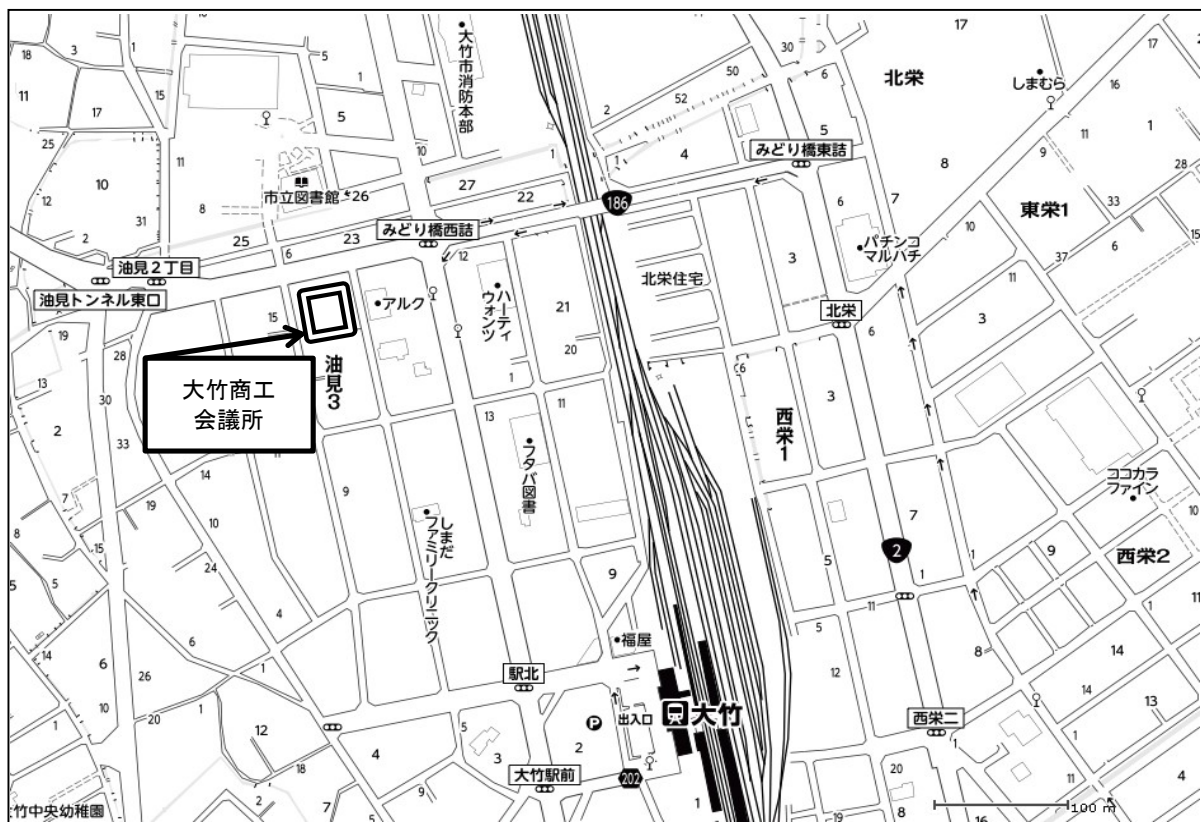 大竹市消防本部
北栄
しまむら
みどり橋東詰
市立図書館
186
みどり橋西詰
パチンコ
マルハチ
東栄1
油見2丁目
油見トンネル東口
アルク
ハーティ
ウォンツ
北栄住宅
北栄
大竹商工
会議所
油見3
西栄1
フタバ図書
しまだ
ファミリークリニック
ココカラ
ファイン
2
西栄2
福屋
駅北
P
出入口
大竹
西栄二
大竹駅前
202
竹中央幼稚園
100 m